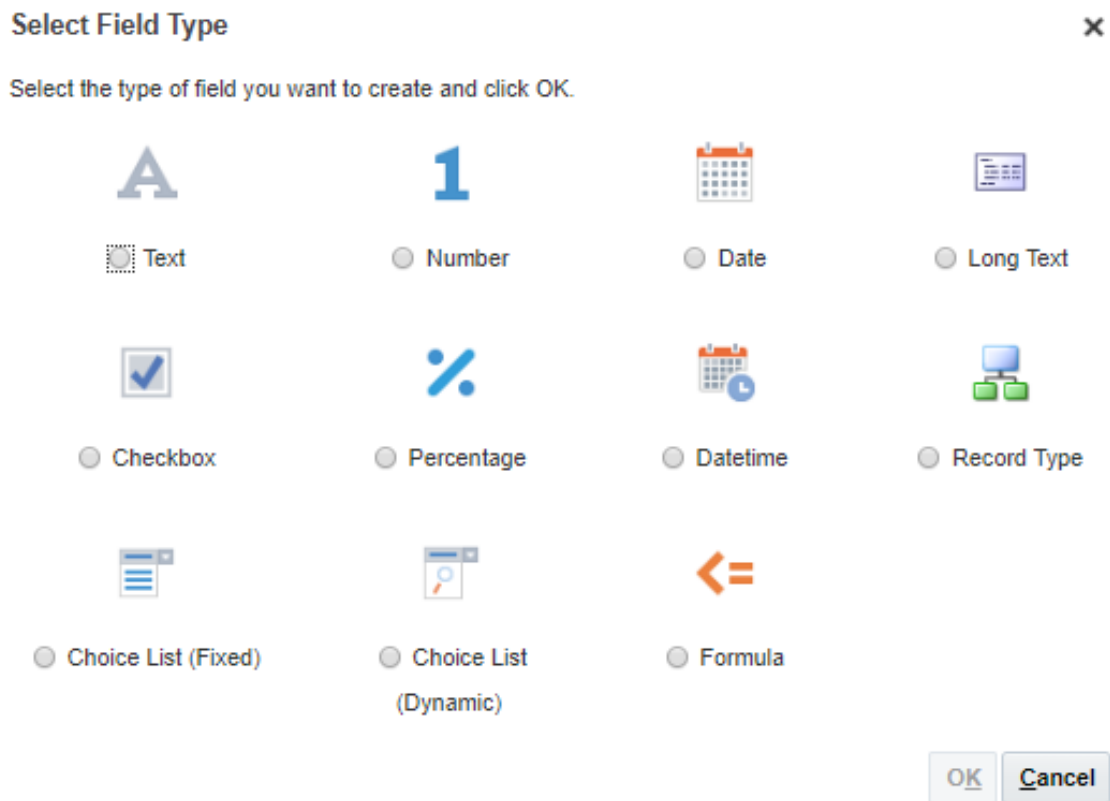 Select Field Type
Select the type of field you want to create and click OK.
Text
Number
Date
Long Text
Checkbox
Percentage
Datetime
Record Type
Choice List (Fixed)
Choice List
(Dynamic)
Formula
OK
Cancel